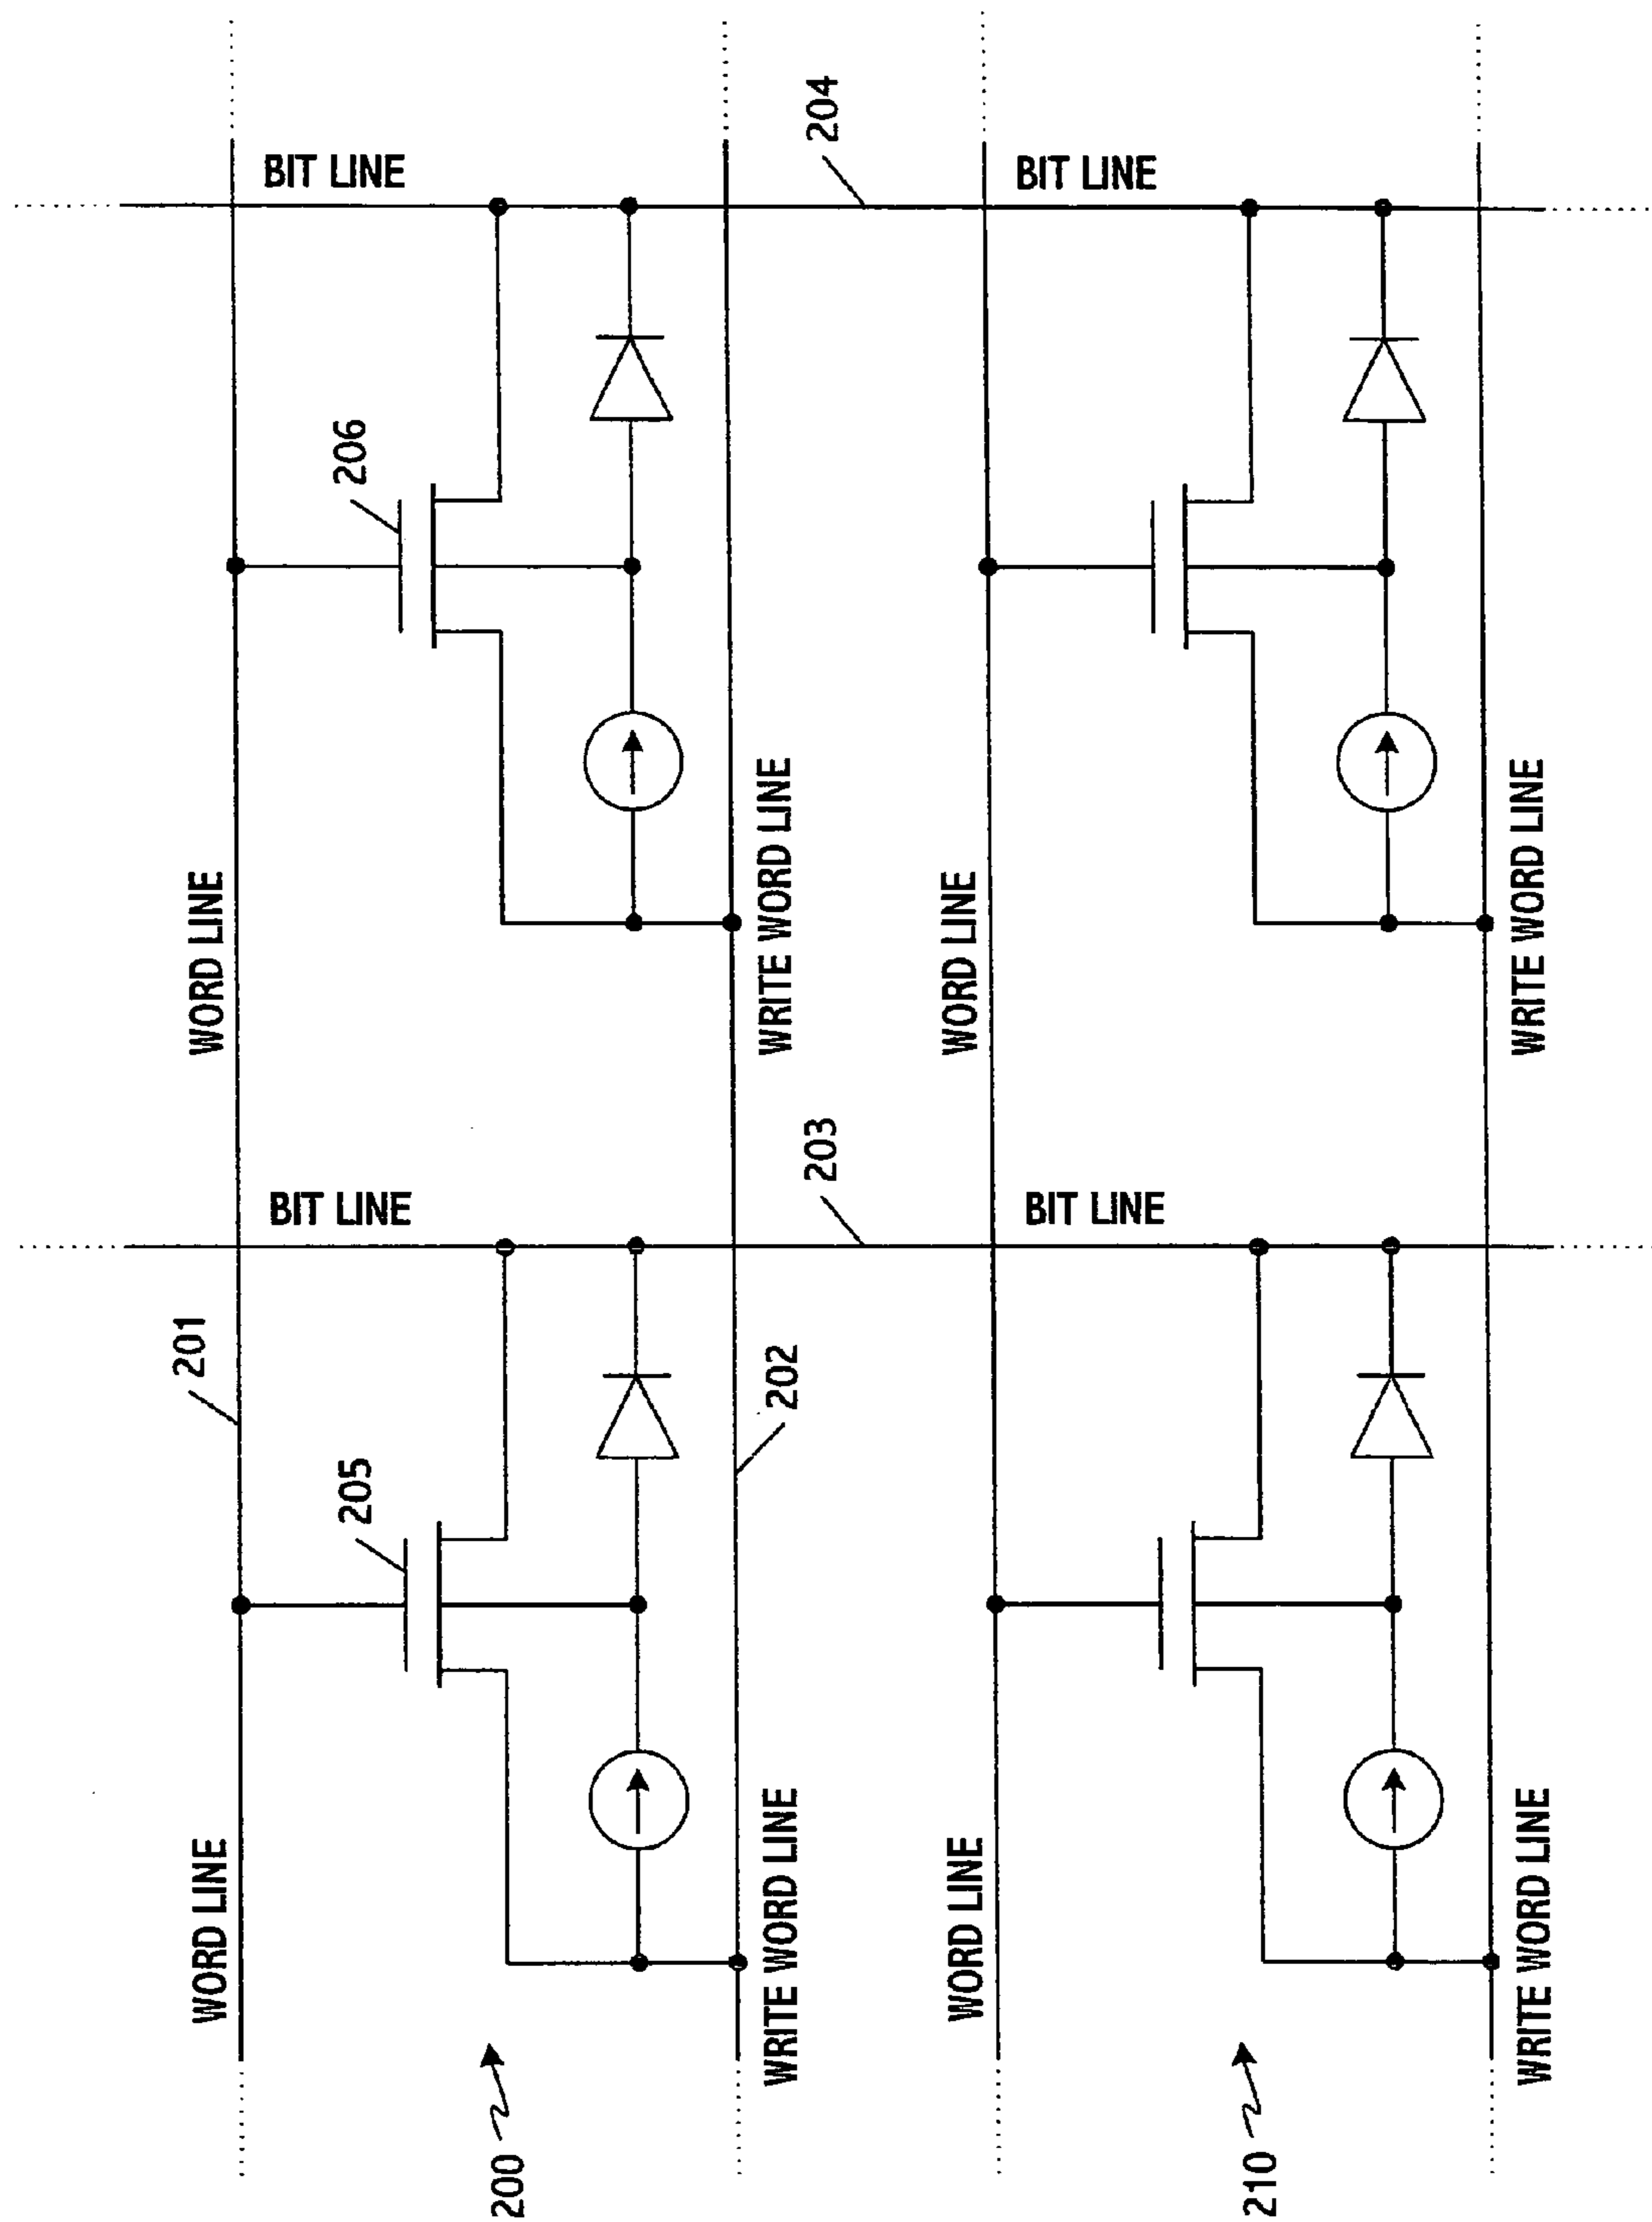 WORD LINE
201
WORD LINE
205
BIT LINE
206
BIT LINE
200
WRITE WORD LINE
202
WRITE WORD LINE
203
204
WORD LINE
WORD LINE
BIT LINE
BIT LINE
210
WRITE WORD LINE
WRITE WORD LINE